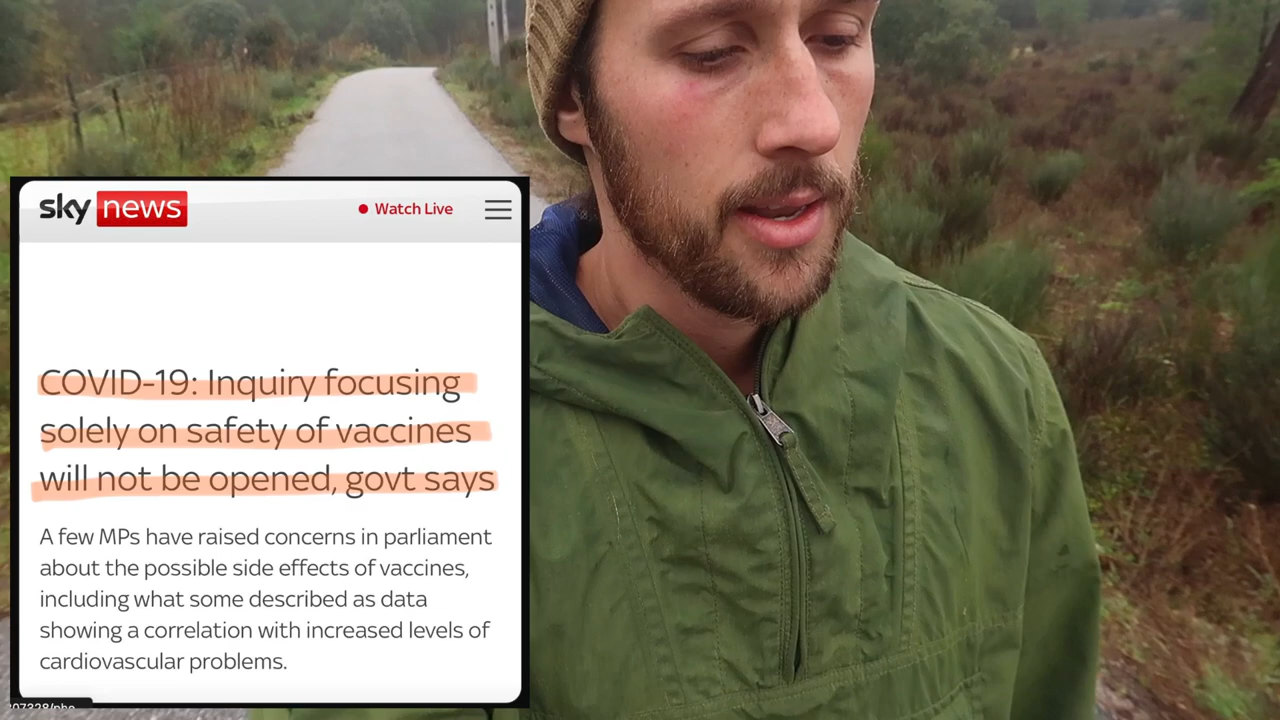 sky news
Watch Live
COVID-19: Inquiry focusing
solely on safety of vaccines
will not be opened, govt says
A few MPs have raised concerns in parliament
about the possible side effects of vaccines,
including what some described as data
showing a correlation with increased levels of
cardiovascular problems.